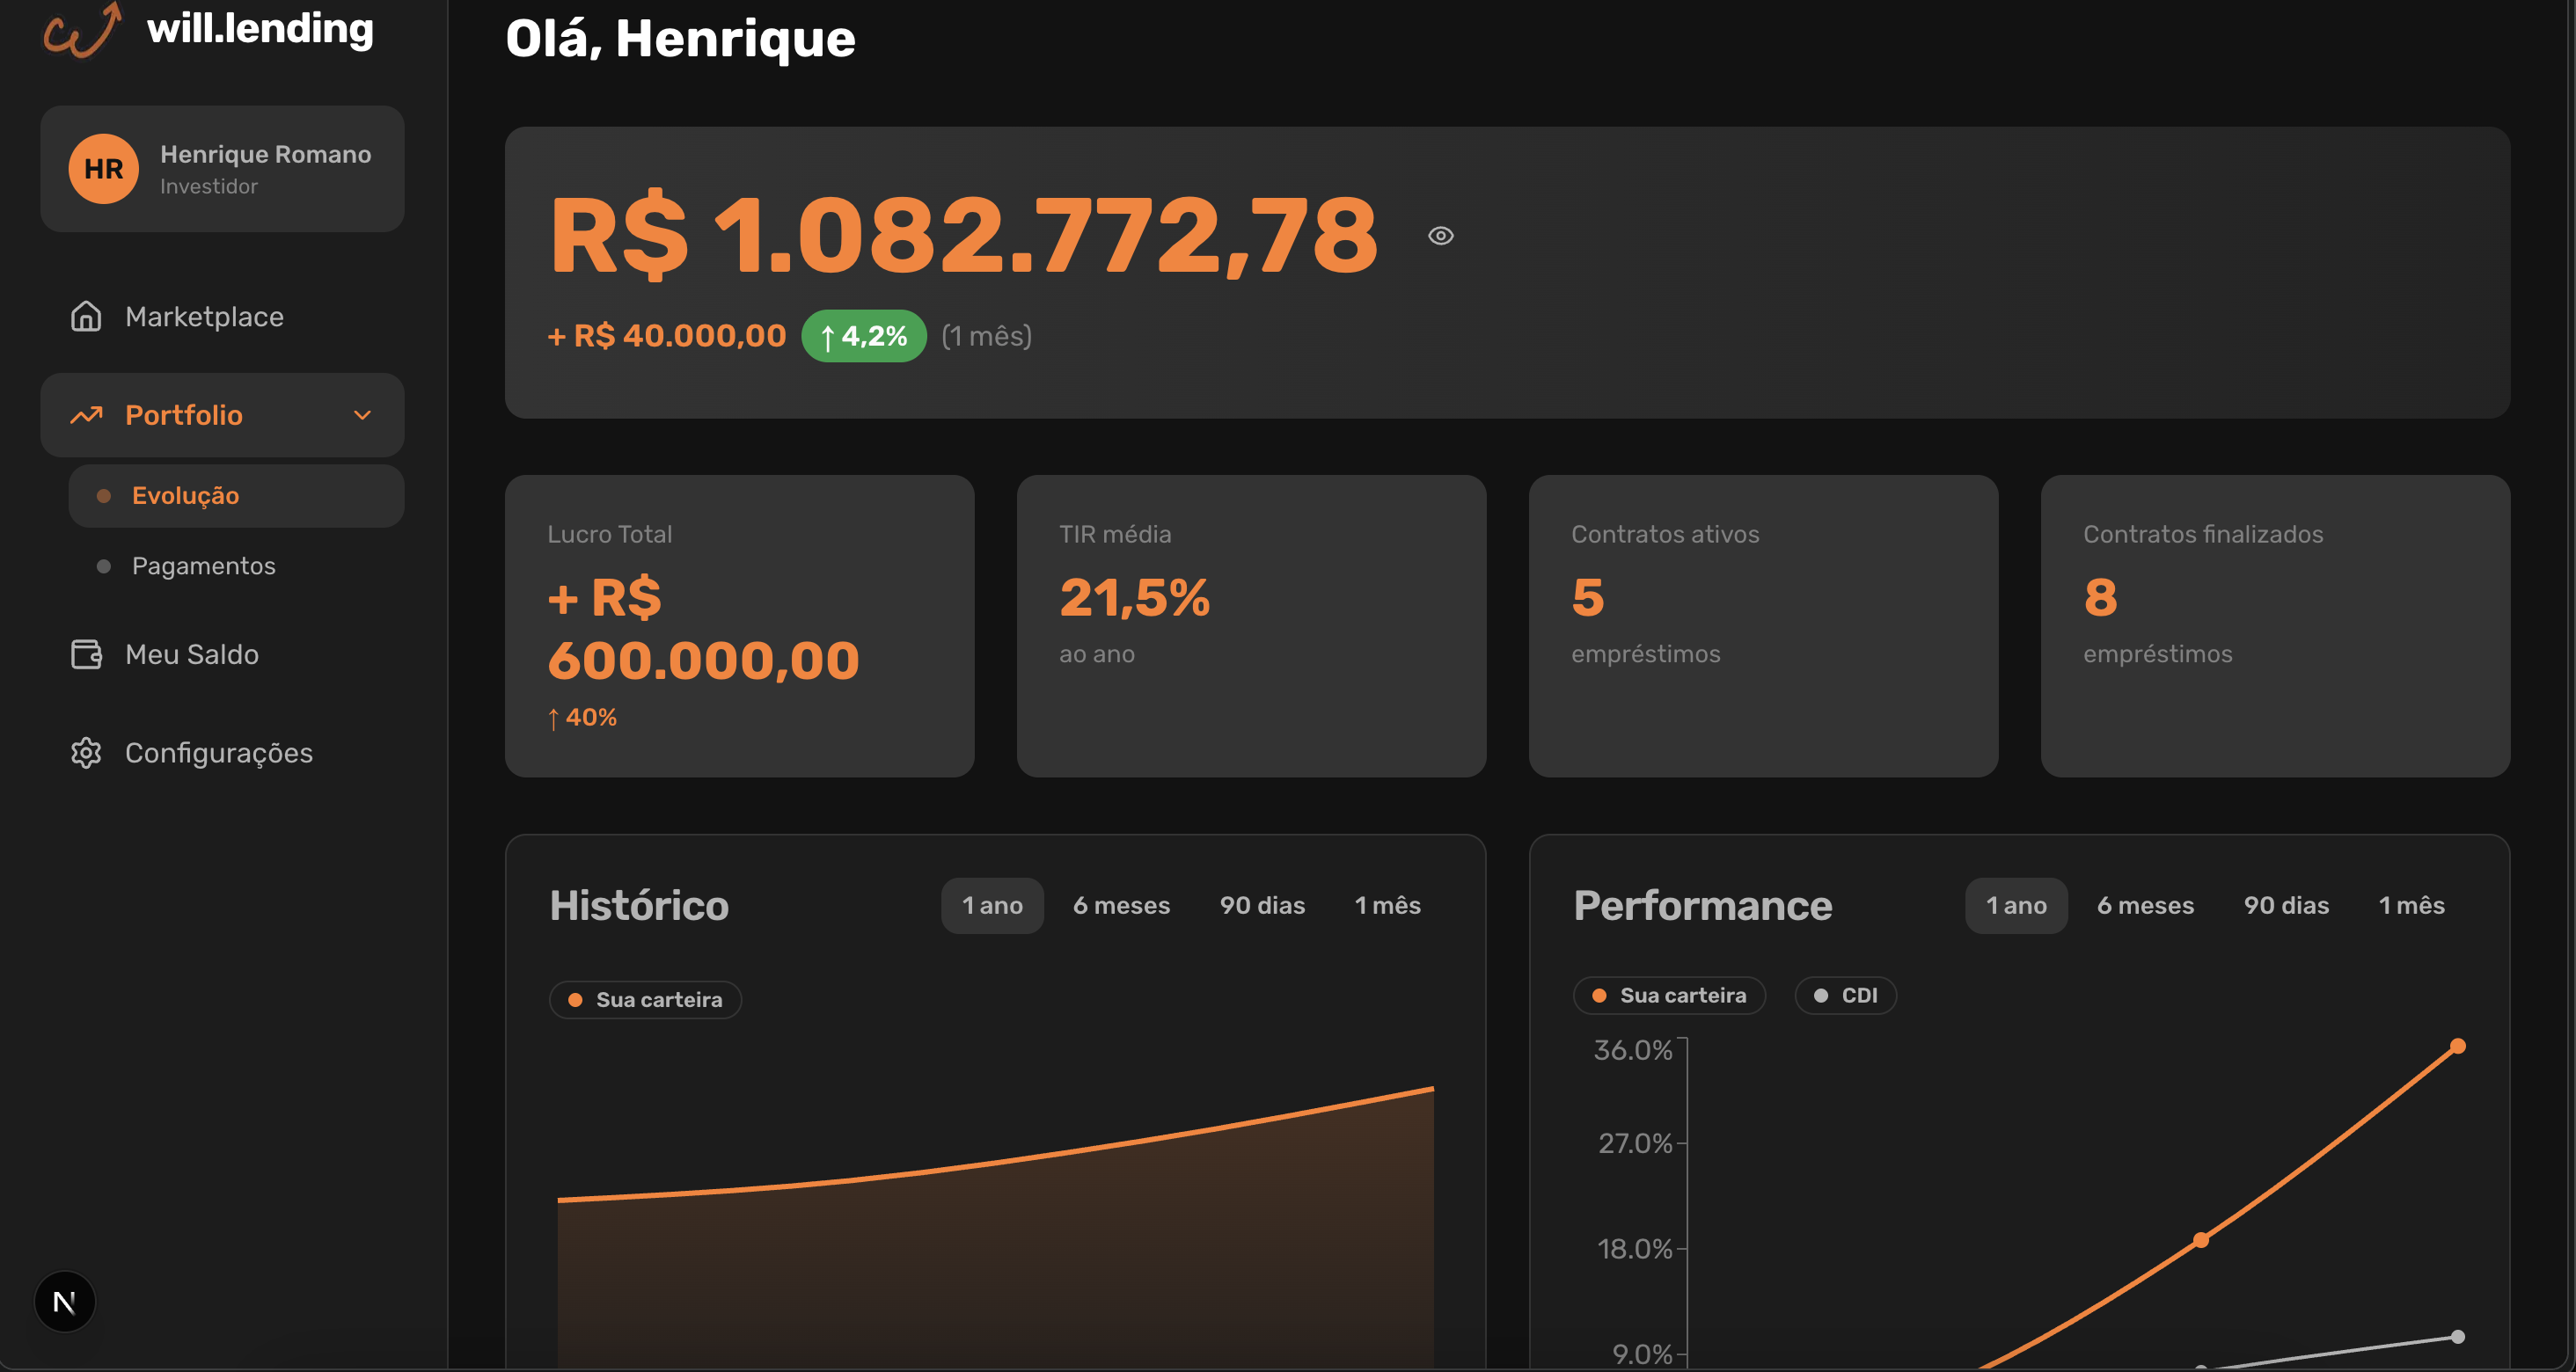 will.lending
HR
Henrique Romano
Investidor
Marketplace
Portfolio
Evolução
Pagamentos
Meu Saldo
Configurações
N
Olá, Henrique
R$ 1.082.772,78
+ R$ 40.000,00 ↑ 4,2% (1 mês)
Lucro Total
+ R$
600.000,00
↑ 40%
TIR média
21,5%
ao ano
Contratos ativos
5
empréstimos
Contratos finalizados
8
empréstimos
Histórico
1 ano 6 meses 90 dias 1 mês
Sua carteira
Performance
1 ano 6 meses 90 dias 1 mês
Sua carteira CDI
36.0%
27.0%
18.0%
9.0%